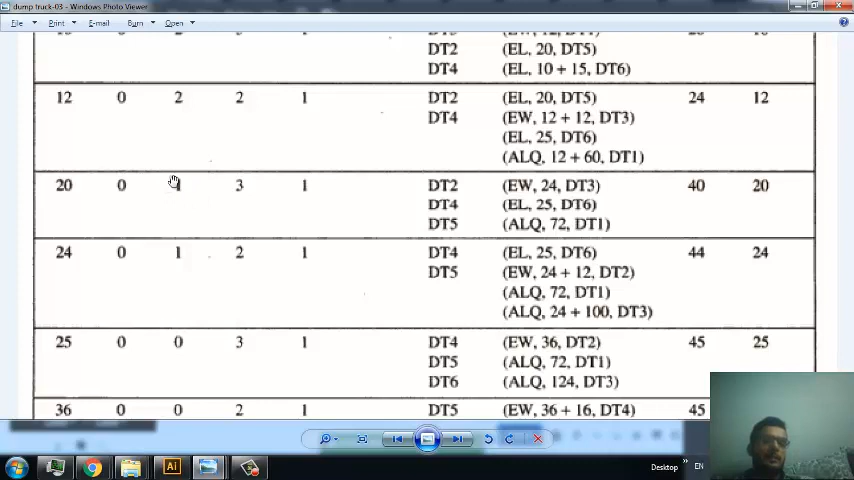 dump truck-03 - Windows Photo Viewer
File Print E-mail Burn Open
DT2 (EL, 20, DT5)
DT4 (EL, 10 + 15, DT6)
12 0 2 2 1 DT2 (EL, 20, DT5) 24 12
DT4 (EW, 12 + 12, DT3)
(EL, 25, DT6)
(ALQ, 12 + 60, DT1)
20 0 1 3 1 DT2 (EW, 24, DT3) 40 20
DT4 (EL, 25, DT6)
DT5 (ALQ, 72, DT1)
24 0 1 2 1 DT4 (EL, 25, DT6) 44 24
DT5 (EW, 24 + 12, DT2)
(ALQ, 72, DT1)
(ALQ, 24 + 100, DT3)
25 0 0 3 1 DT4 (EW, 36, DT2) 45 25
DT5 (ALQ, 72, DT1)
DT6 (ALQ, 124, DT3)
36 0 0 2 1 DT5 (EW, 36 + 16, DT4) 45
Desktop » EN